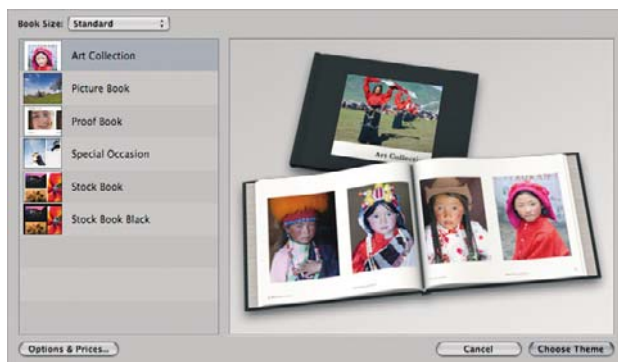 Book Size: Standard
Art Collection
Picture Book
Proof Book
Special Occasion
Stock Book
Stock Book Black
Art Collection
Options & Prices...
Cancel
Choose Theme